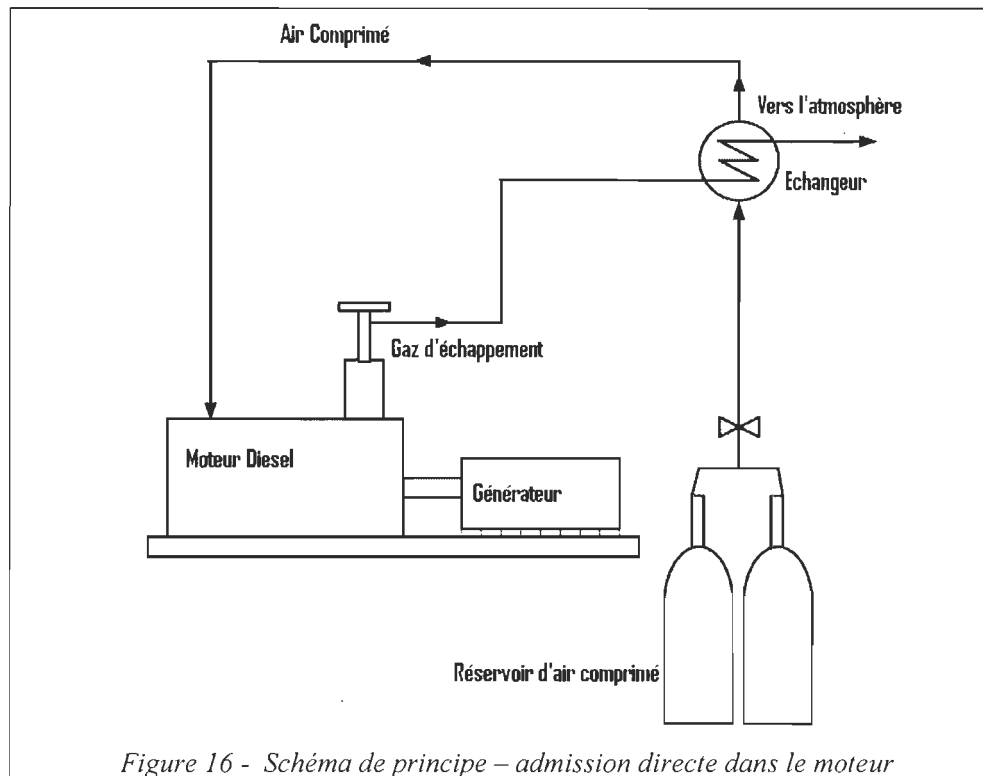 Air Comprimé
Vers l'atmosphère
Echangeur
Gaz d'échappement
Moteur Diesel
Générateur
Réservoir d'air comprimé
Figure 16 - Schéma de principe – admission directe dans le moteur